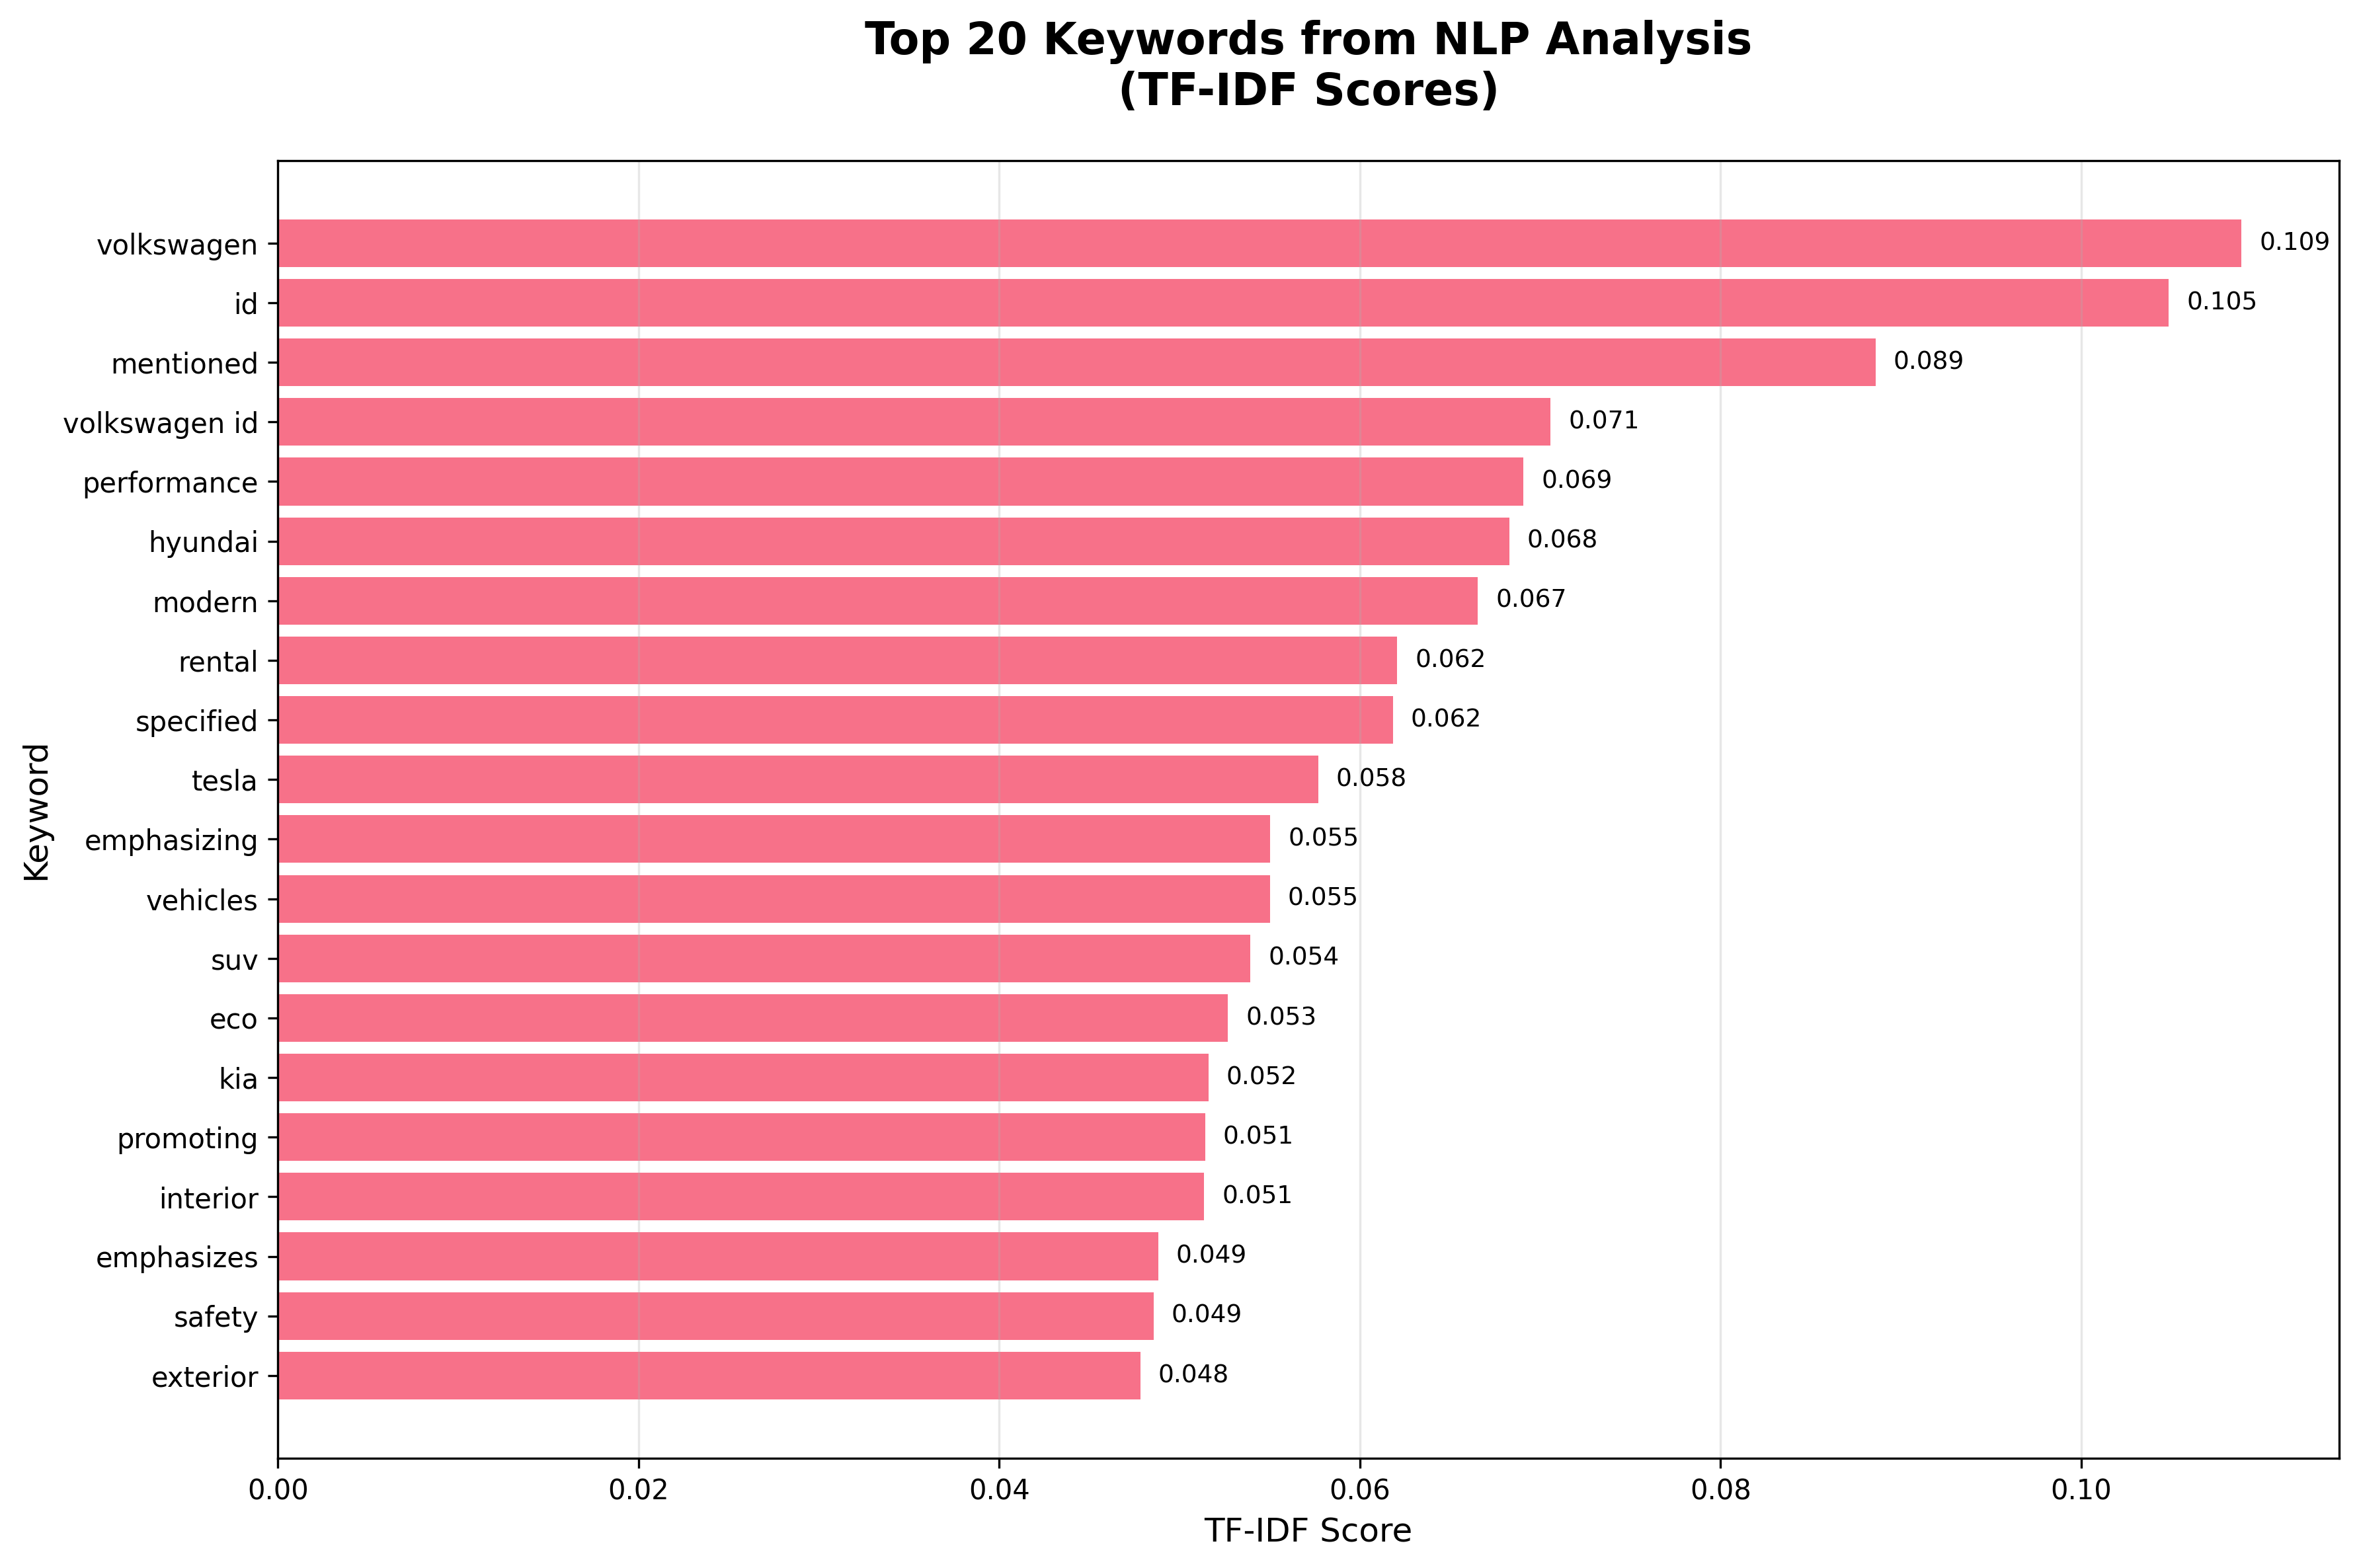 Top 20 Keywords from NLP Analysis
(TF-IDF Scores)
volkswagen 0.109
id 0.105
mentioned 0.089
volkswagen id 0.071
performance 0.069
hyundai 0.068
modern 0.067
rental 0.062
specified 0.062
tesla 0.058
emphasizing 0.055
vehicles 0.055
suv 0.054
eco 0.053
kia 0.052
promoting 0.051
interior 0.051
emphasizes 0.049
safety 0.049
exterior 0.048
Keyword
0.00 0.02 0.04 0.06 0.08 0.10
TF-IDF Score